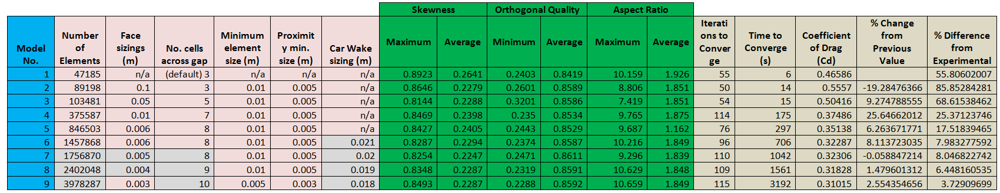 Skewness Orthogonal Quality Aspect Ratio
Model No. Number of Elements Face sizings (m) No. cells across gap Minimum element size (m) Proximit y min. size (m) Car Wake sizing (m) Maximum Average Minimum Average Maximum Average Iterati ons to Conver ge Time to Converge (s) Coefficient of Drag (Cd) % Change from Previous Value % Difference from Experimental
1 47185 n/a (default) 3 n/a n/a n/a 0.8923 0.2641 0.2403 0.8419 10.159 1.926 55 6 0.46586 55.80602007
2 89198 0.1 3 0.01 0.005 n/a 0.8646 0.2279 0.2601 0.8589 8.806 1.851 50 14 0.5557 -19.28476366 85.85284281
3 103481 0.05 5 0.01 0.005 n/a 0.8144 0.2288 0.3201 0.8586 7.419 1.851 54 15 0.50416 9.274788555 68.61538462
4 375587 0.01 7 0.01 0.005 n/a 0.8469 0.2398 0.235 0.8534 9.765 1.875 114 175 0.37486 25.64662012 25.37123746
5 846503 0.006 8 0.01 0.005 n/a 0.8427 0.2405 0.2443 0.8529 9.687 1.162 76 297 0.35138 6.263671771 17.51839465
6 1457868 0.006 8 0.01 0.005 0.021 0.8287 0.2294 0.2374 0.8587 10.216 1.849 96 706 0.32287 8.113723035 7.983277592
7 1756870 0.005 8 0.01 0.005 0.02 0.8254 0.2247 0.2471 0.8611 9.296 1.839 110 1042 0.32306 -0.058847214 8.046822742
8 2402048 0.004 9 0.01 0.005 0.019 0.8348 0.2287 0.2319 0.8591 10.629 1.848 109 1561 0.31828 1.479601312 6.448160535
9 3978287 0.003 10 0.005 0.003 0.018 0.8493 0.2287 0.2288 0.8592 10.659 1.849 115 3192 0.31015 2.554354656 3.72909699